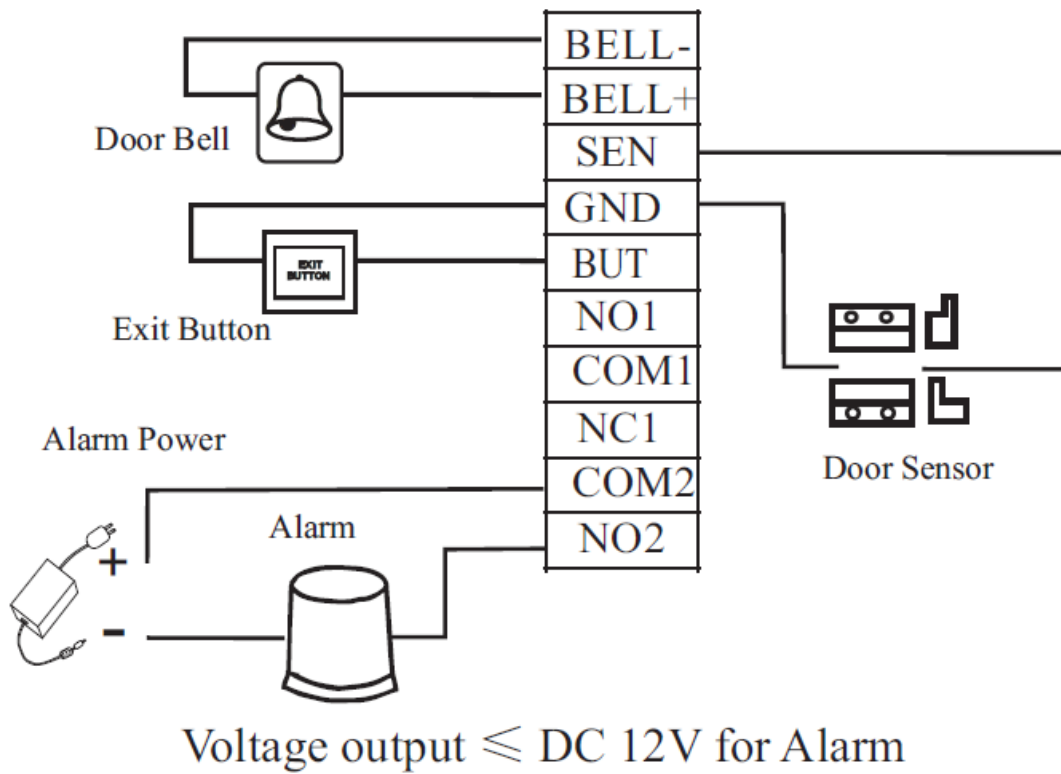 BELL-
BELL+
Door Bell
SEN
GND
BUT
EXIT
BUTTON
Exit Button
NO1
COM1
NC1
Door Sensor
Alarm Power
COM2
Alarm
NO2
+
-
Voltage output ≤ DC 12V for Alarm